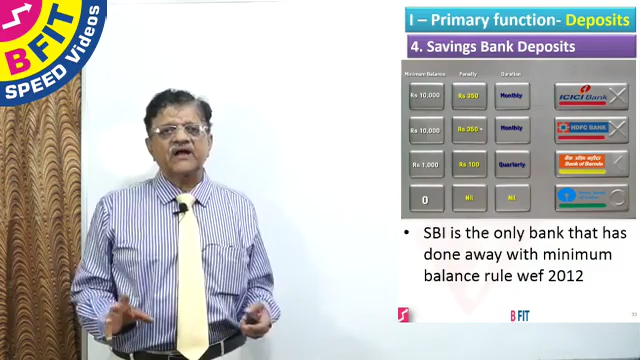 BFIT
SPEED Videos
I – Primary function- Deposits
4. Savings Bank Deposits
Minimum Balance Penalty Duration
Rs 10,000 Rs 350 Monthly ICICI Bank
Rs 10,000 Rs 350+ Monthly HDFC BANK
Rs 1,000 Rs 100 Quarterly Bank of Baroda
0 Nil Nil
• SBI is the only bank that has
done away with minimum
balance rule wef 2012
BFIT